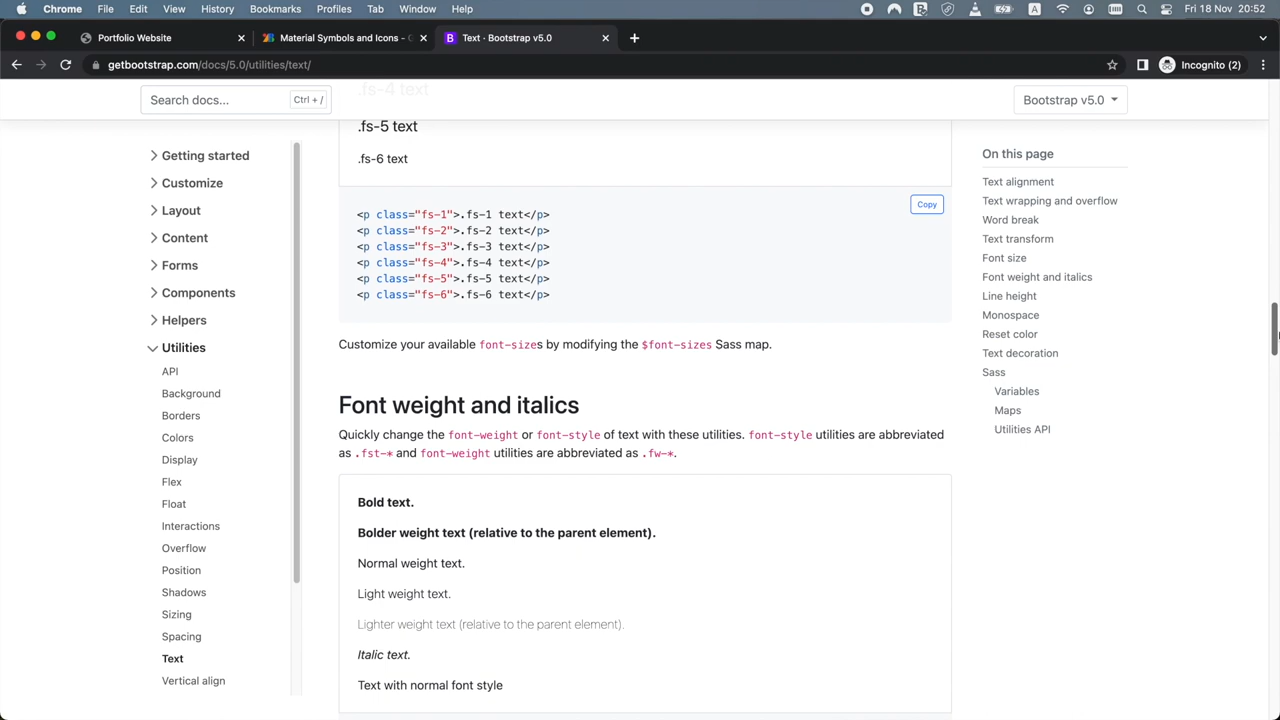 Chrome File Edit View History Bookmarks Profiles Tab Window Help
A Fri 18 Nov 20:52
Portfolio Website
Material Symbols and Icons - G
B Text · Bootstrap v5.0
getbootstrap.com/docs/5.0/utilities/text/
Incognito (2)
Search docs... Ctrl + /
Bootstrap v5.0
Getting started
Customize
Layout
Content
Forms
Components
Helpers
Utilities
API
Background
Borders
Colors
Display
Flex
Float
Interactions
Overflow
Position
Shadows
Sizing
Spacing
Text
Vertical align
.fs-4 text
.fs-5 text
.fs-6 text
Copy
<p class="fs-1">.fs-1 text</p>
<p class="fs-2">.fs-2 text</p>
<p class="fs-3">.fs-3 text</p>
<p class="fs-4">.fs-4 text</p>
<p class="fs-5">.fs-5 text</p>
<p class="fs-6">.fs-6 text</p>
Customize your available font-sizes by modifying the $font-sizes Sass map.
Font weight and italics
Quickly change the font-weight or font-style of text with these utilities. font-style utilities are abbreviated
as .fst-* and font-weight utilities are abbreviated as .fw-*.
Bold text.
Bolder weight text (relative to the parent element).
Normal weight text.
Light weight text.
Lighter weight text (relative to the parent element).
Italic text.
Text with normal font style
On this page
Text alignment
Text wrapping and overflow
Word break
Text transform
Font size
Font weight and italics
Line height
Monospace
Reset color
Text decoration
Sass
Variables
Maps
Utilities API